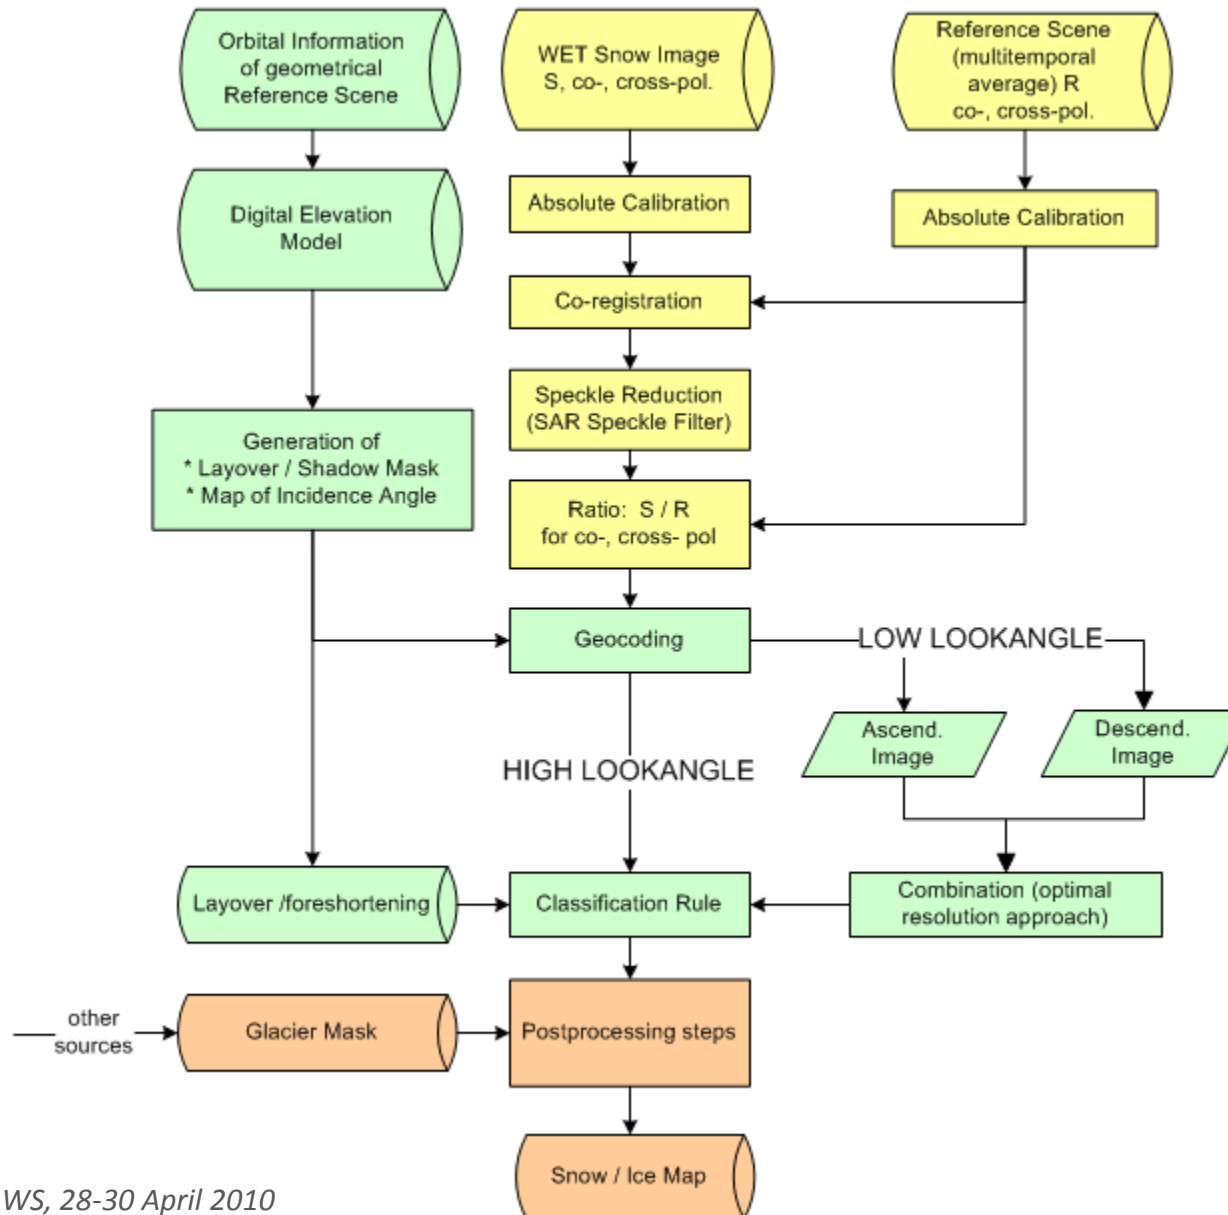 Orbital Information
of geometrical
Reference Scene
WET Snow Image
S, co-, cross-pol.
Reference Scene
(multitemporal
average) R
co-, cross-pol.
Digital Elevation
Model
Absolute Calibration
Absolute Calibration
Co-registration
Speckle Reduction
(SAR Speckle Filter)
Generation of
* Layover / Shadow Mask
* Map of Incidence Angle
Ratio: S / R
for co-, cross- pol
Geocoding
LOW LOOKANGLE
Ascend.
Image
Descend.
Image
HIGH LOOKANGLE
Layover /foreshortening
Classification Rule
Combination (optimal
resolution approach)
other
sources
Glacier Mask
Postprocessing steps
Snow / Ice Map
WS, 28-30 April 2010